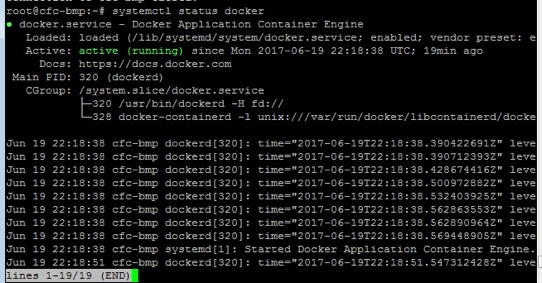 root@cfc-bmp:~# systemctl status docker
● docker.service - Docker Application Container Engine
Loaded: loaded (/lib/systemd/system/docker.service; enabled; vendor preset: e
Active: active (running) since Mon 2017-06-19 22:18:38 UTC; 19min ago
Docs: https://docs.docker.com
Main PID: 320 (dockerd)
CGroup: /system.slice/docker.service
├─320 /usr/bin/dockerd -H fd://
└─328 docker-containerd -l unix:///var/run/docker/libcontainerd/docke
Jun 19 22:18:38 cfc-bmp dockerd[320]: time="2017-06-19T22:18:38.390422691Z" leve
Jun 19 22:18:38 cfc-bmp dockerd[320]: time="2017-06-19T22:18:38.390712393Z" leve
Jun 19 22:18:38 cfc-bmp dockerd[320]: time="2017-06-19T22:18:38.428674416Z" leve
Jun 19 22:18:38 cfc-bmp dockerd[320]: time="2017-06-19T22:18:38.500972882Z" leve
Jun 19 22:18:38 cfc-bmp dockerd[320]: time="2017-06-19T22:18:38.532403925Z" leve
Jun 19 22:18:38 cfc-bmp dockerd[320]: time="2017-06-19T22:18:38.562863553Z" leve
Jun 19 22:18:38 cfc-bmp dockerd[320]: time="2017-06-19T22:18:38.562890964Z" leve
Jun 19 22:18:38 cfc-bmp dockerd[320]: time="2017-06-19T22:18:38.569448905Z" leve
Jun 19 22:18:38 cfc-bmp systemd[1]: Started Docker Application Container Engine.
Jun 19 22:18:51 cfc-bmp dockerd[320]: time="2017-06-19T22:18:51.547312428Z" leve
lines 1-19/19 (END)